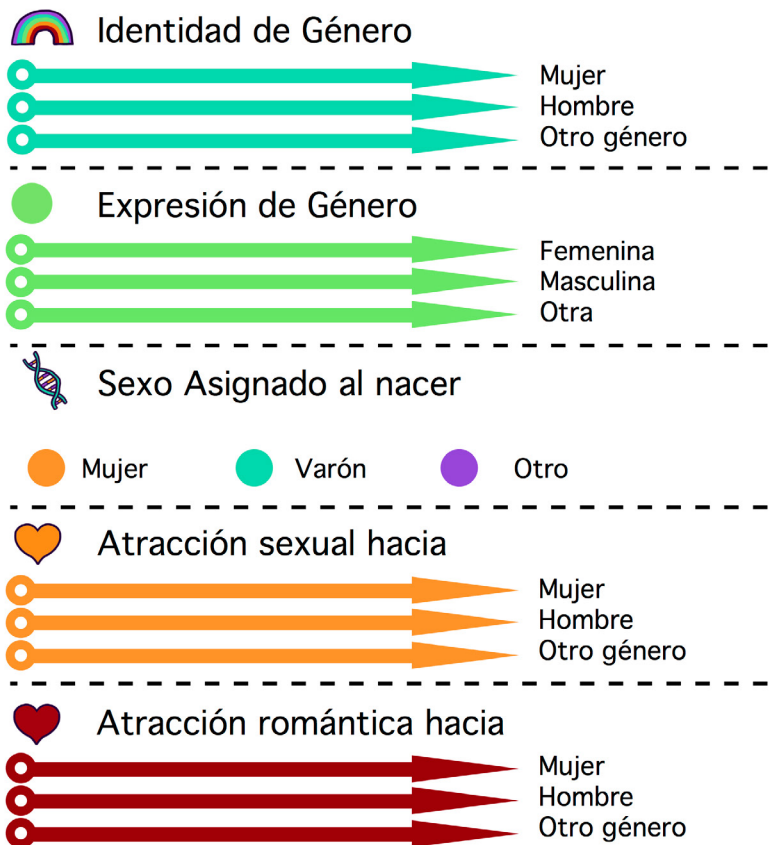 Identidad de Género
Mujer
Hombre
Otro género
Expresión de Género
Femenina
Masculina
Otra
Sexo Asignado al nacer
Mujer Varón Otro
Atracción sexual hacia
Mujer
Hombre
Otro género
Atracción romántica hacia
Mujer
Hombre
Otro género